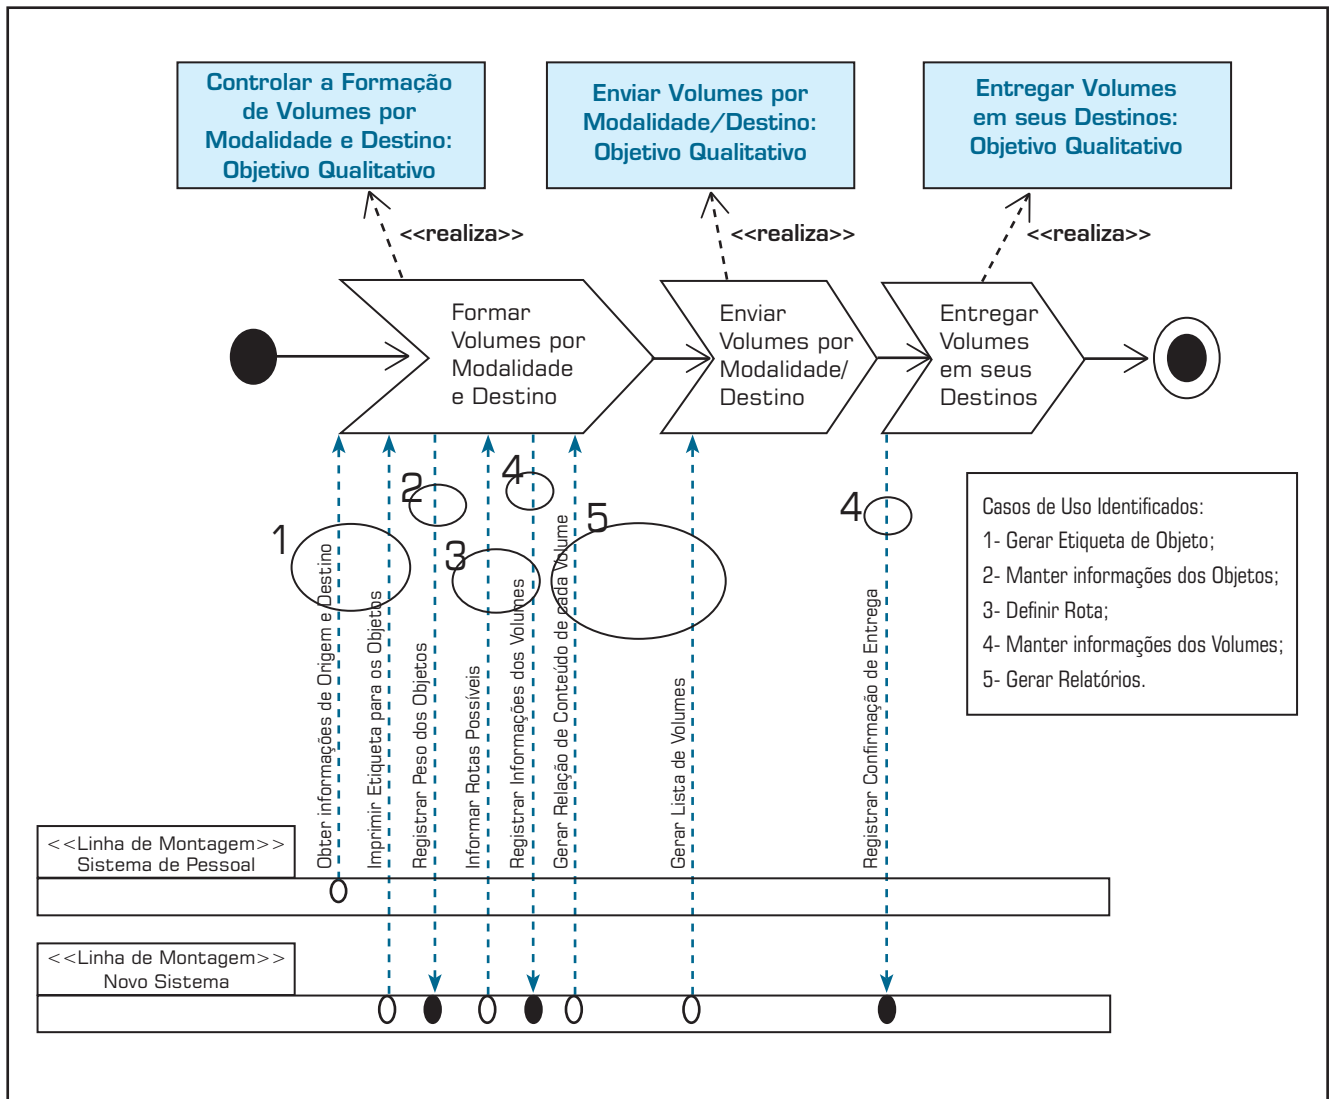 Controlar a Formação
de Volumes por
Modalidade e Destino:
Objetivo Qualitativo
Enviar Volumes por
Modalidade/Destino:
Objetivo Qualitativo
Entregar Volumes
em seus Destinos:
Objetivo Qualitativo
<<realiza>>
<<realiza>>
<<realiza>>
Formar
Volumes por
Modalidade
e Destino
Enviar
Volumes por
Modalidade/
Destino
Entregar
Volumes
em seus
Destinos
1
2
3
4
5
4
Obter informações de Origem e Destino
Imprimir Etiqueta para os Objetos
Registrar Peso dos Objetos
Informar Rotas Possíveis
Registrar Informações dos Volumes
Gerar Relação de Conteúdo de cada Volume
Gerar Lista de Volumes
Registrar Confirmação de Entrega
Casos de Uso Identificados:
1- Gerar Etiqueta de Objeto;
2- Manter informações dos Objetos;
3- Definir Rota;
4- Manter informações dos Volumes;
5- Gerar Relatórios.
<<Linha de Montagem>>
Sistema de Pessoal
<<Linha de Montagem>>
Novo Sistema